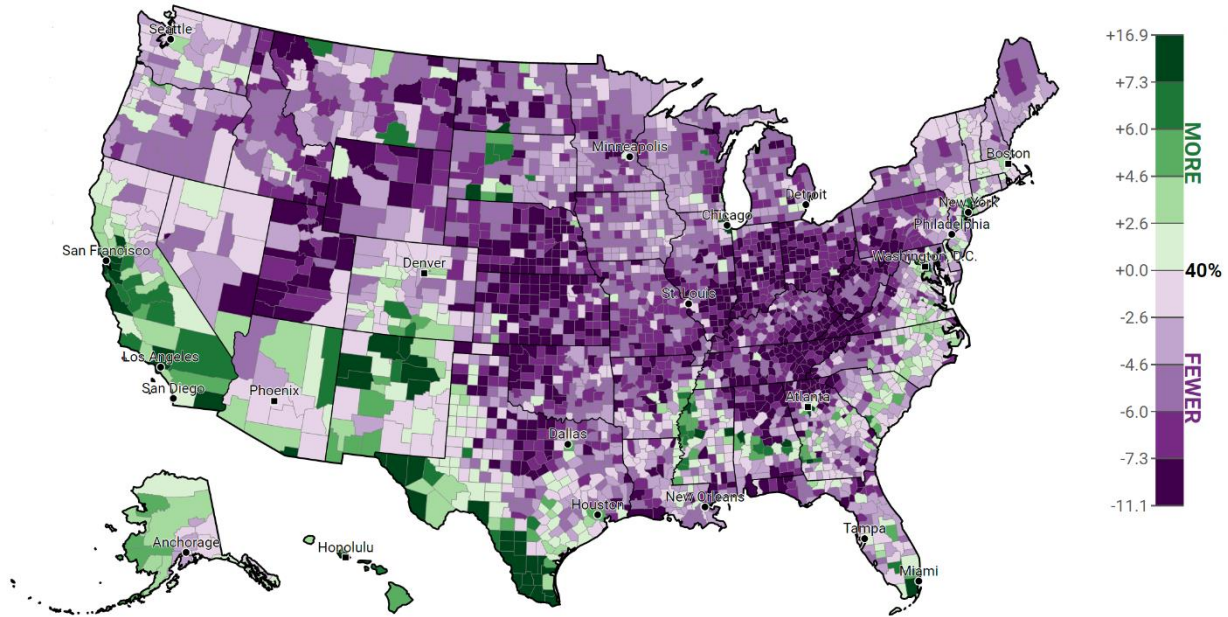 Seattle
Minneapolis
Boston
Detroit
New York
Chicago
Philadelphia
San Francisco
Denver
Washington, D.C.
St. Louis
Los Angeles
San Diego
Phoenix
Atlanta
Dallas
Houston
New Orleans
Tampa
Anchorage
Honolulu
Miami
+16.9
+7.3
+6.0
+4.6
+2.6
+0.0
40%
-2.6
-4.6
-6.0
-7.3
-11.1
MORE
FEWER